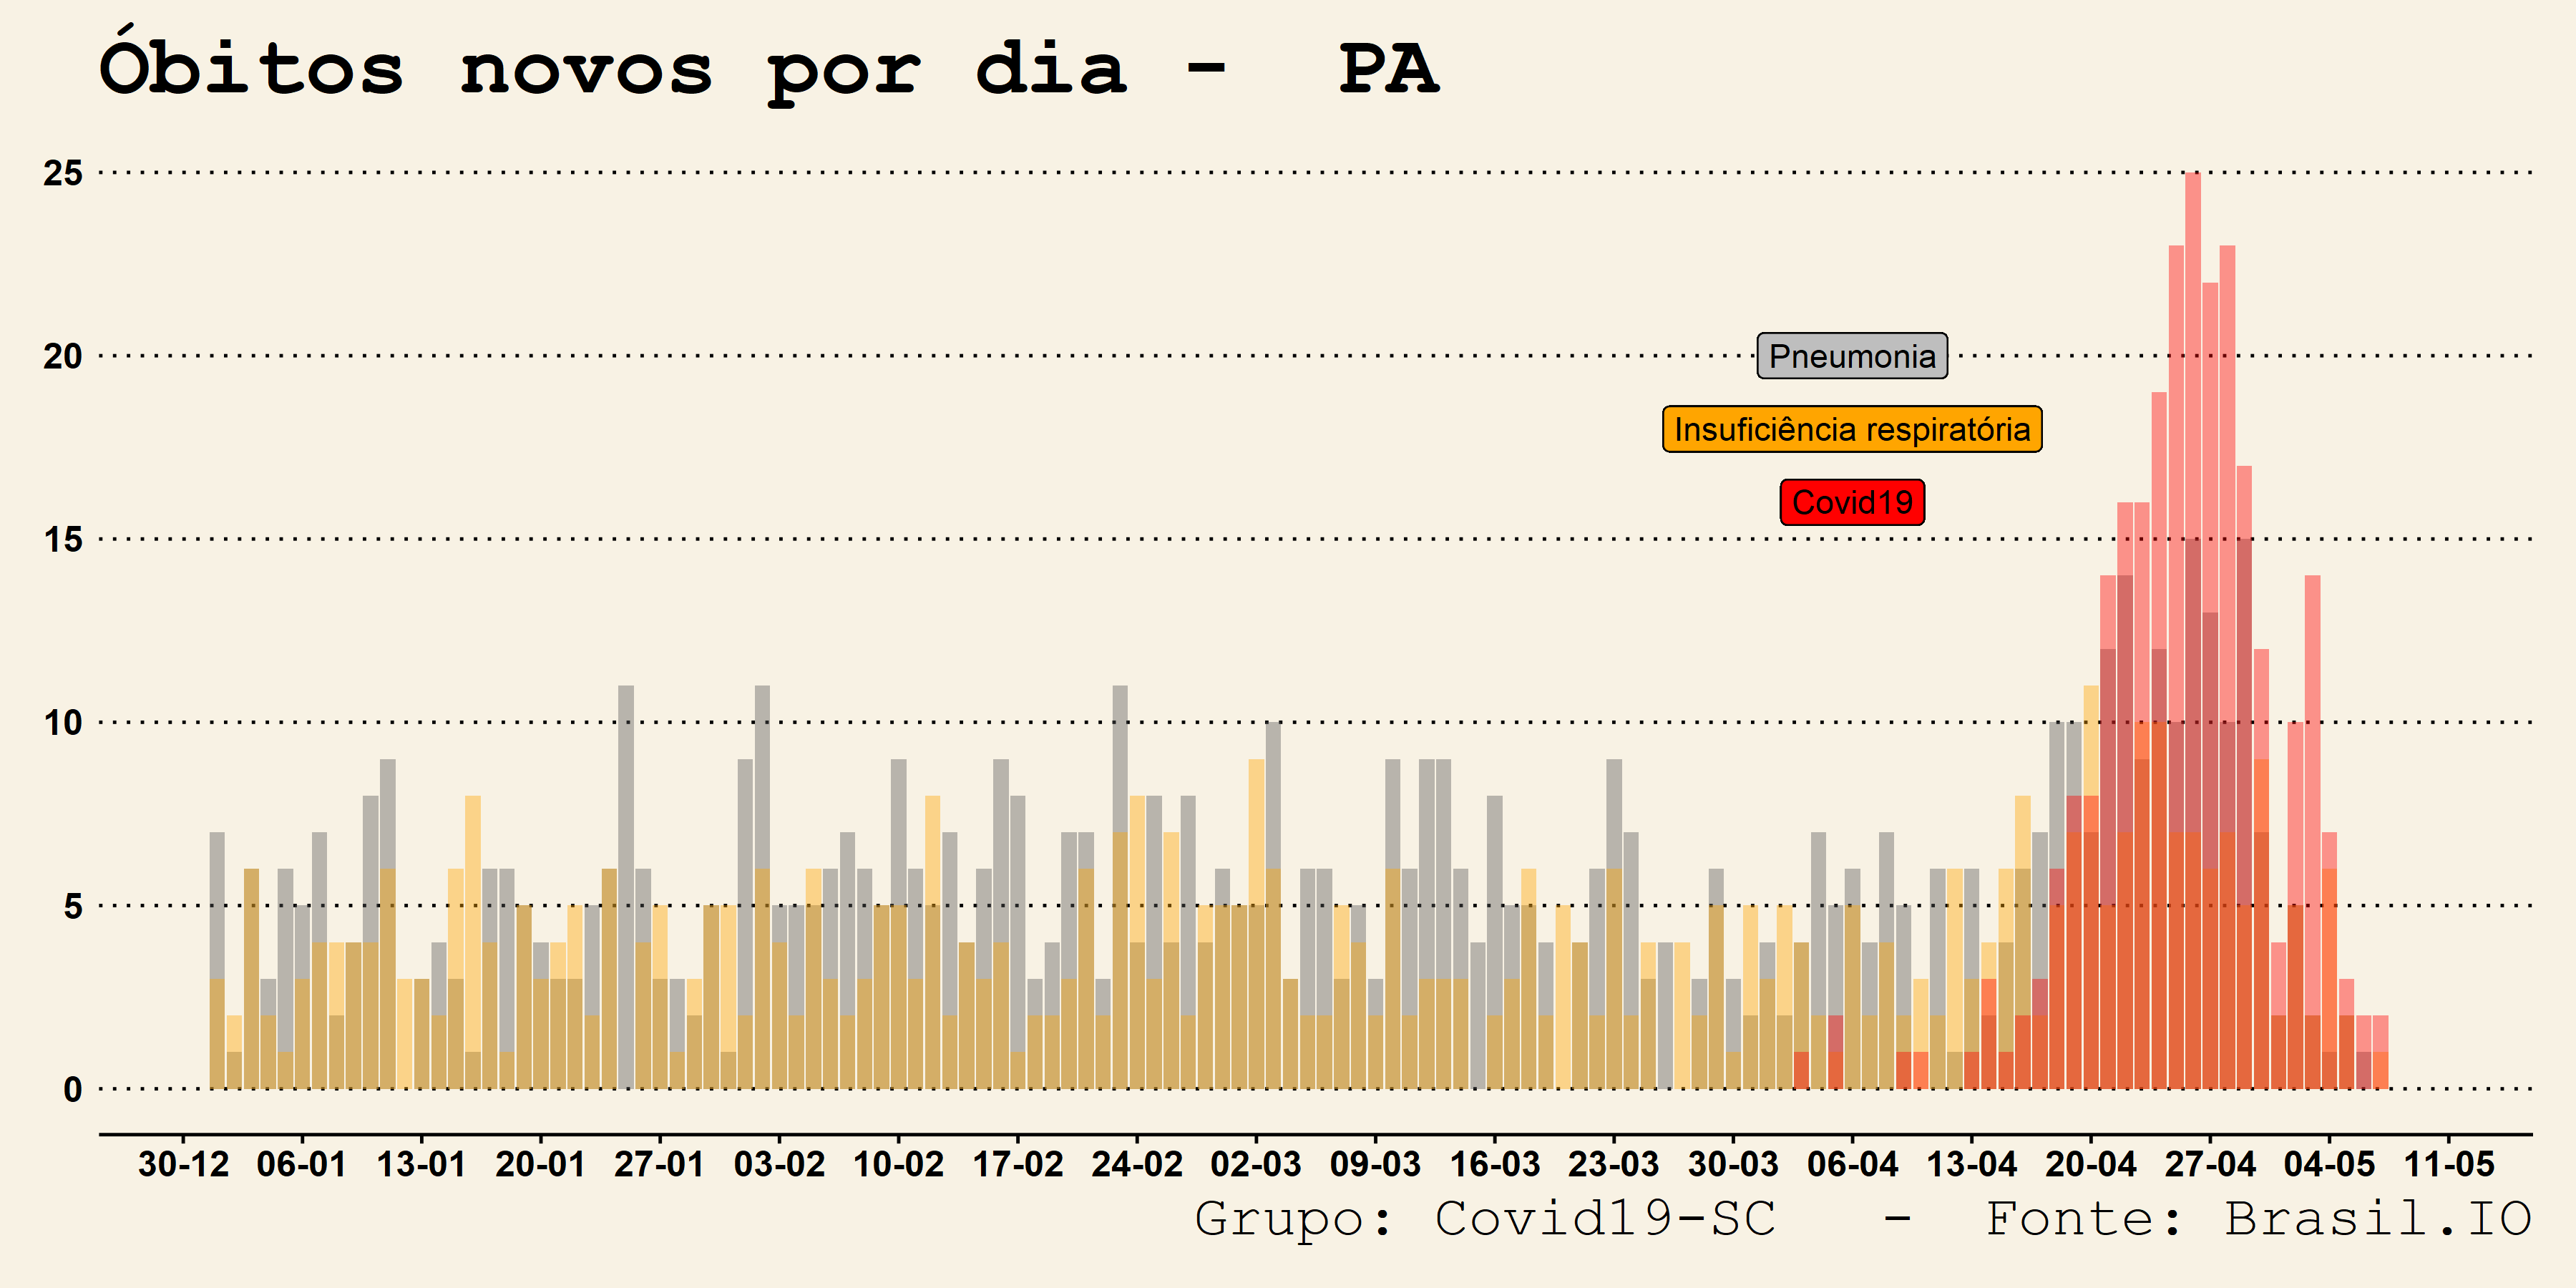 Óbitos novos por dia - PA
25
20
15
10
5
0
Pneumonia
Insuficiência respiratória
Covid19
30-12 06-01 13-01 20-01 27-01 03-02 10-02 17-02 24-02 02-03 09-03 16-03 23-03 30-03 06-04 13-04 20-04 27-04 04-05 11-05
Grupo: Covid19-SC - Fonte: Brasil.IO